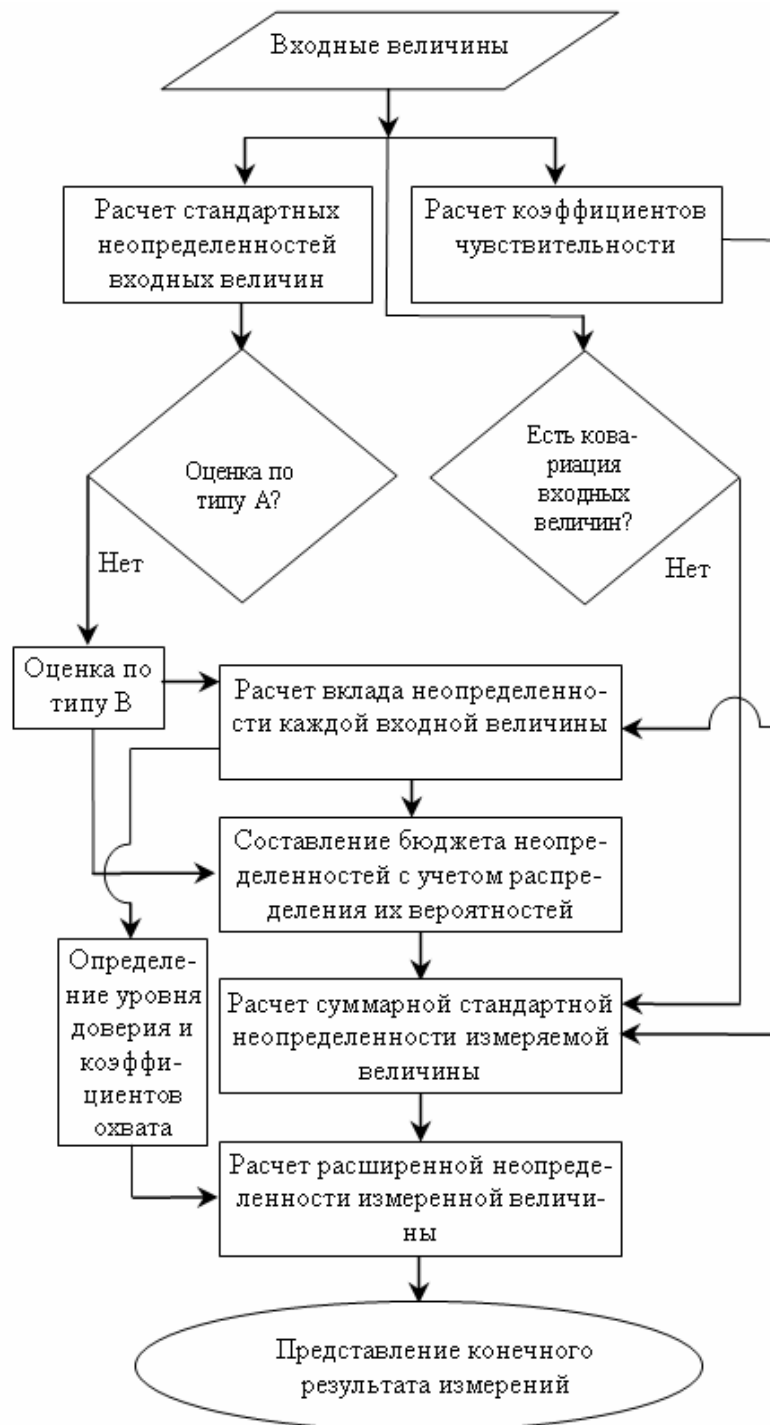 Входные величины
Расчет стандартных
неопределенностей
входных величин
Расчет коэффициентов
чувствительности
Оценка по
типу А?
Есть кова-
риация
входных
величин?
Нет
Нет
Оценка по
типу В
Расчет вклада неопределенно-
сти каждой входной величины
Составление бюджета неопре-
деленностей с учетом распре-
деления их вероятностей
Определе-
ние уровня
доверия и
коэффи-
циентов
охвата
Расчет суммарной стандартной
неопределенности измеряемой
величины
Расчет расширенной неопреде-
ленности измеренной величи-
ны
Представление конечного
результата измерений